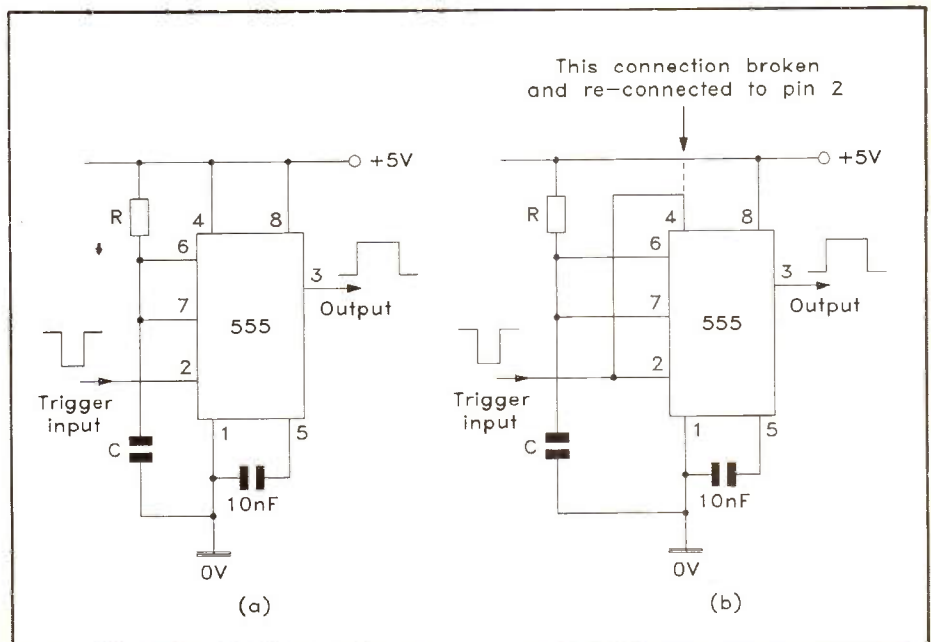 This connection broken
and re-connected to pin 2
+5V
R
4
8
6
3
7
555
Output
2
Trigger
input
1
5
C
10nF
0V
(a)
+5V
R
4
8
6
3
7
555
Output
2
Trigger
input
1
5
C
10nF
0V
(b)